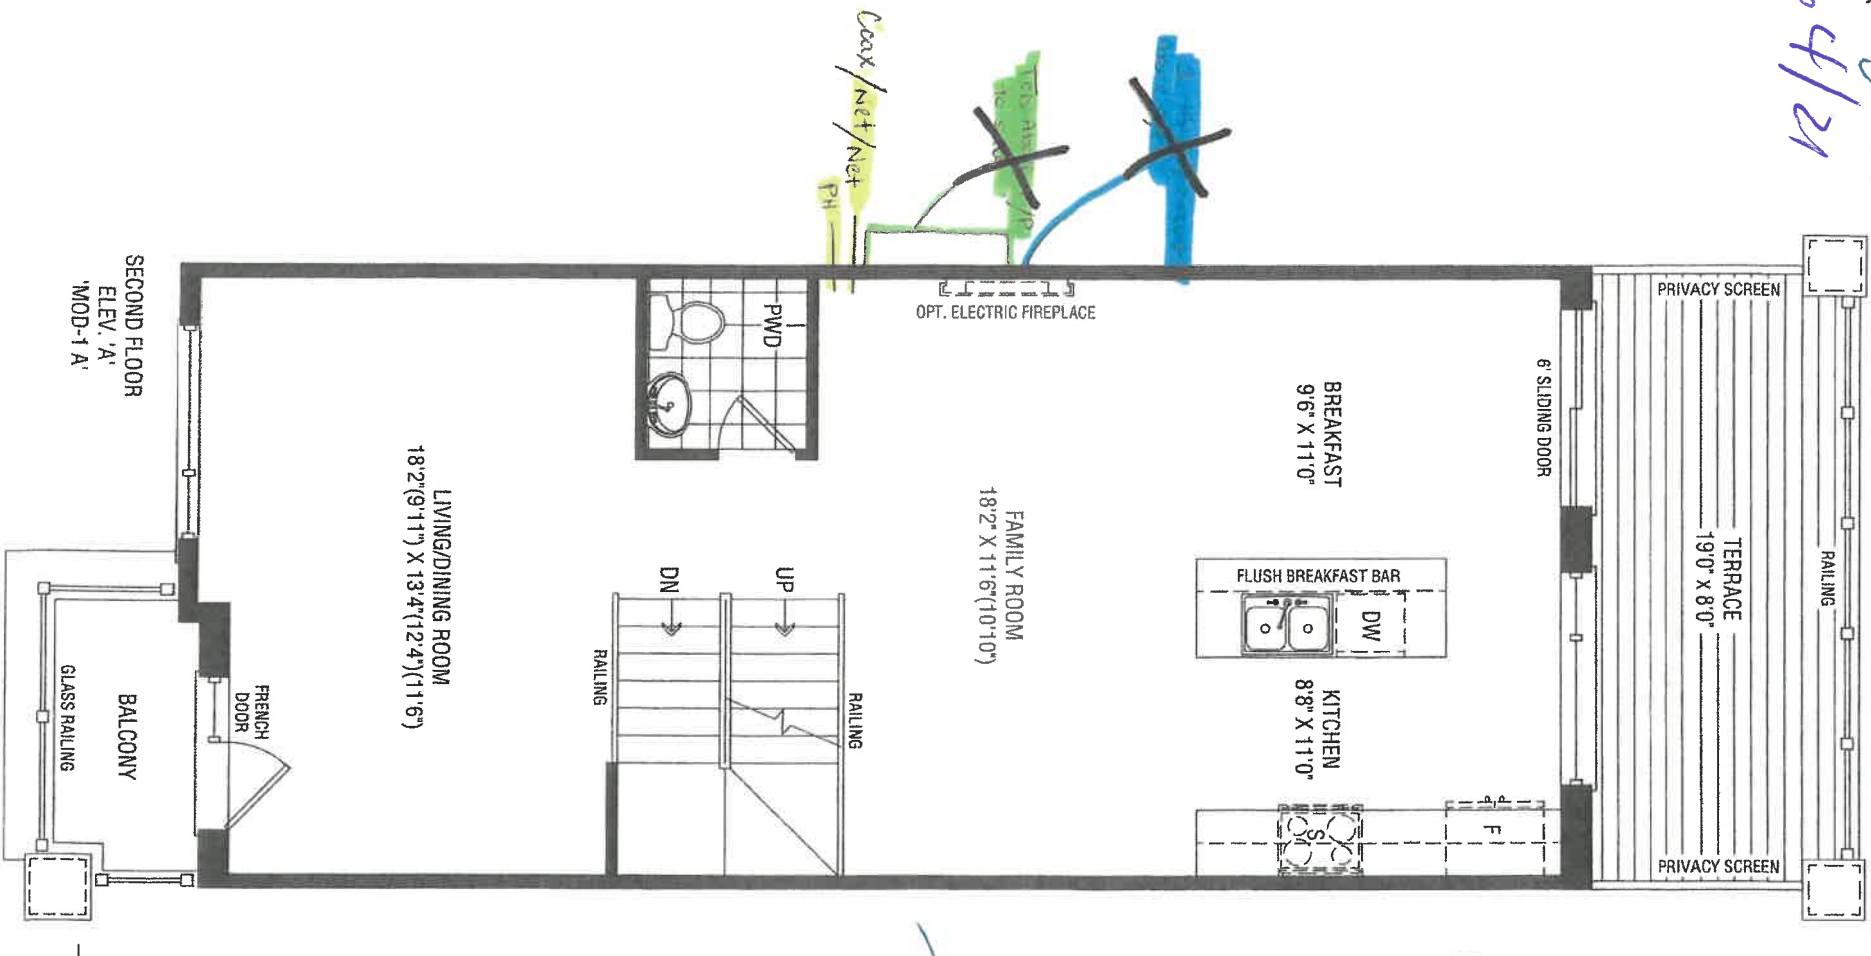 4/21
Coax/Net/Net
PH
PRIVACY SCREEN
RAILING
TERRACE
19'0" X 8'0"
PRIVACY SCREEN
6' SLIDING DOOR
BREAKFAST
9'6" X 11'0"
FLUSH BREAKFAST BAR
DW
KITCHEN
8'8" X 11'0"
S
F
OPT. ELECTRIC FIREPLACE
FAMILY ROOM
18'2" X 11'6"(10'10")
PWD
UP
DN
RAILING
RAILING
LIVING/DINING ROOM
18'2"(9'11") X 13'4"(12'4")(11'6")
FRENCH
DOOR
BALCONY
GLASS RAILING
SECOND FLOOR
ELEV. 'A'
'MOD-1 A'